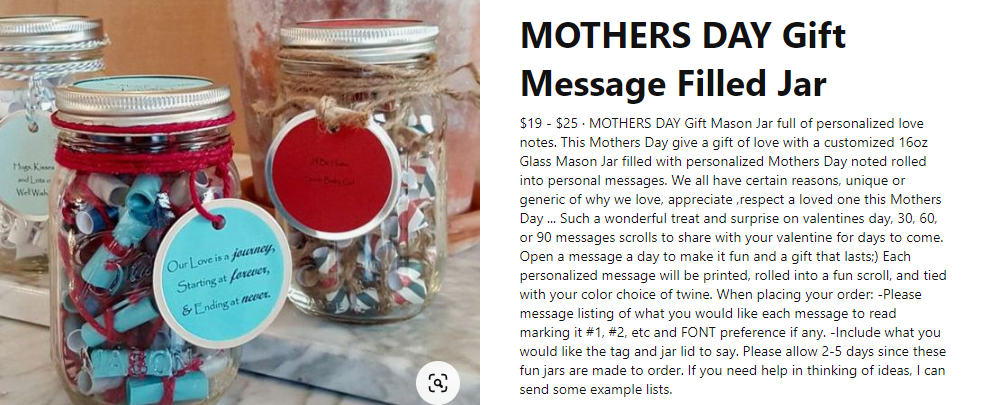 Hugs, Kisses
and Lots of
Well Wish
Our Love is a journey,
Starting at forever,
& Ending at never.
MASON
MOTHERS DAY Gift
Message Filled Jar
$19 - $25 · MOTHERS DAY Gift Mason Jar full of personalized love
notes. This Mothers Day give a gift of love with a customized 16oz
Glass Mason Jar filled with personalized Mothers Day noted rolled
into personal messages. We all have certain reasons, unique or
generic of why we love, appreciate ,respect a loved one this Mothers
Day ... Such a wonderful treat and surprise on valentines day, 30, 60,
or 90 messages scrolls to share with your valentine for days to come.
Open a message a day to make it fun and a gift that lasts;) Each
personalized message will be printed, rolled into a fun scroll, and tied
with your color choice of twine. When placing your order: -Please
message listing of what you would like each message to read
marking it #1, #2, etc and FONT preference if any. -Include what you
would like the tag and jar lid to say. Please allow 2-5 days since these
fun jars are made to order. If you need help in thinking of ideas, I can
send some example lists.